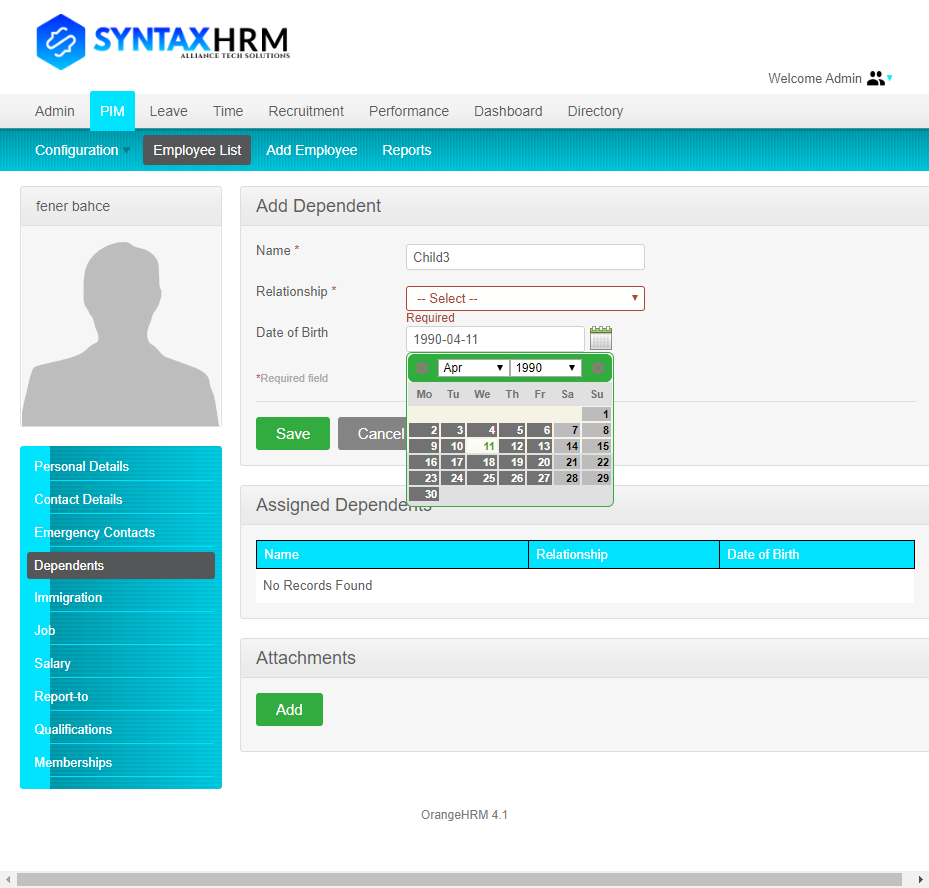 SYNTAXHRM
ALLIANCE TECH SOLUTIONS
Welcome Admin
Admin PIM Leave Time Recruitment Performance Dashboard Directory
Configuration Employee List Add Employee Reports
fener bahce
Personal Details
Contact Details
Emergency Contacts
Dependents
Immigration
Job
Salary
Report-to
Qualifications
Memberships
Add Dependent
Name *
Child3
Relationship *
-- Select --
Required
Date of Birth
1990-04-11
Apr 1990
Mo Tu We Th Fr Sa Su
1
2 3 4 5 6 7 8
9 10 11 12 13 14 15
16 17 18 19 20 21 22
23 24 25 26 27 28 29
30
*Required field
Save Cancel
Assigned Dependents
Name Relationship Date of Birth
No Records Found
Attachments
Add
OrangeHRM 4.1